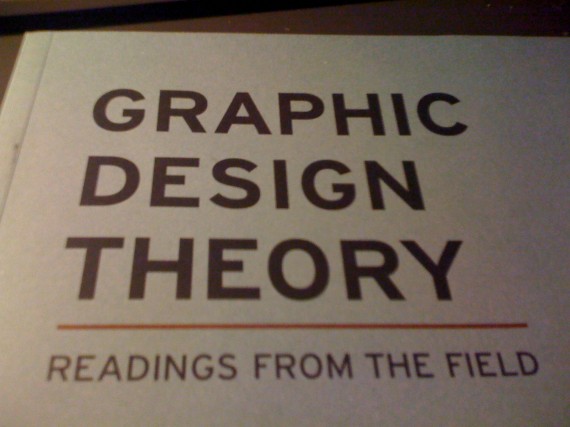 GRAPHIC
DESIGN
THEORY
READINGS FROM THE FIELD